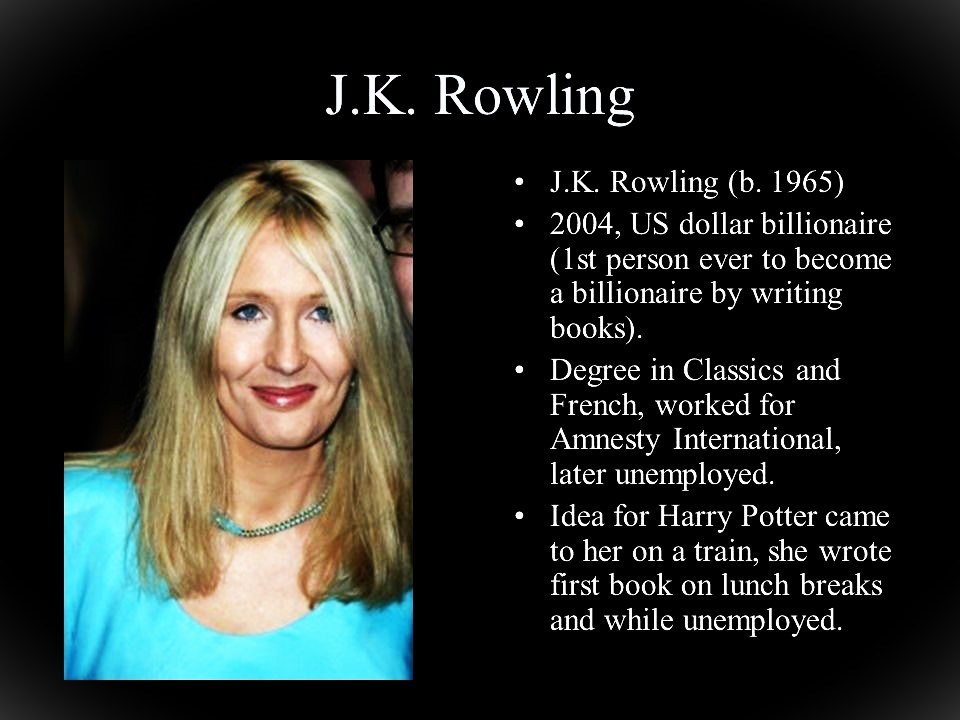 J.K. Rowling
• J.K. Rowling (b. 1965)
• 2004, US dollar billionaire
(1st person ever to become
a billionaire by writing
books).
• Degree in Classics and
French, worked for
Amnesty International,
later unemployed.
• Idea for Harry Potter came
to her on a train, she wrote
first book on lunch breaks
and while unemployed.